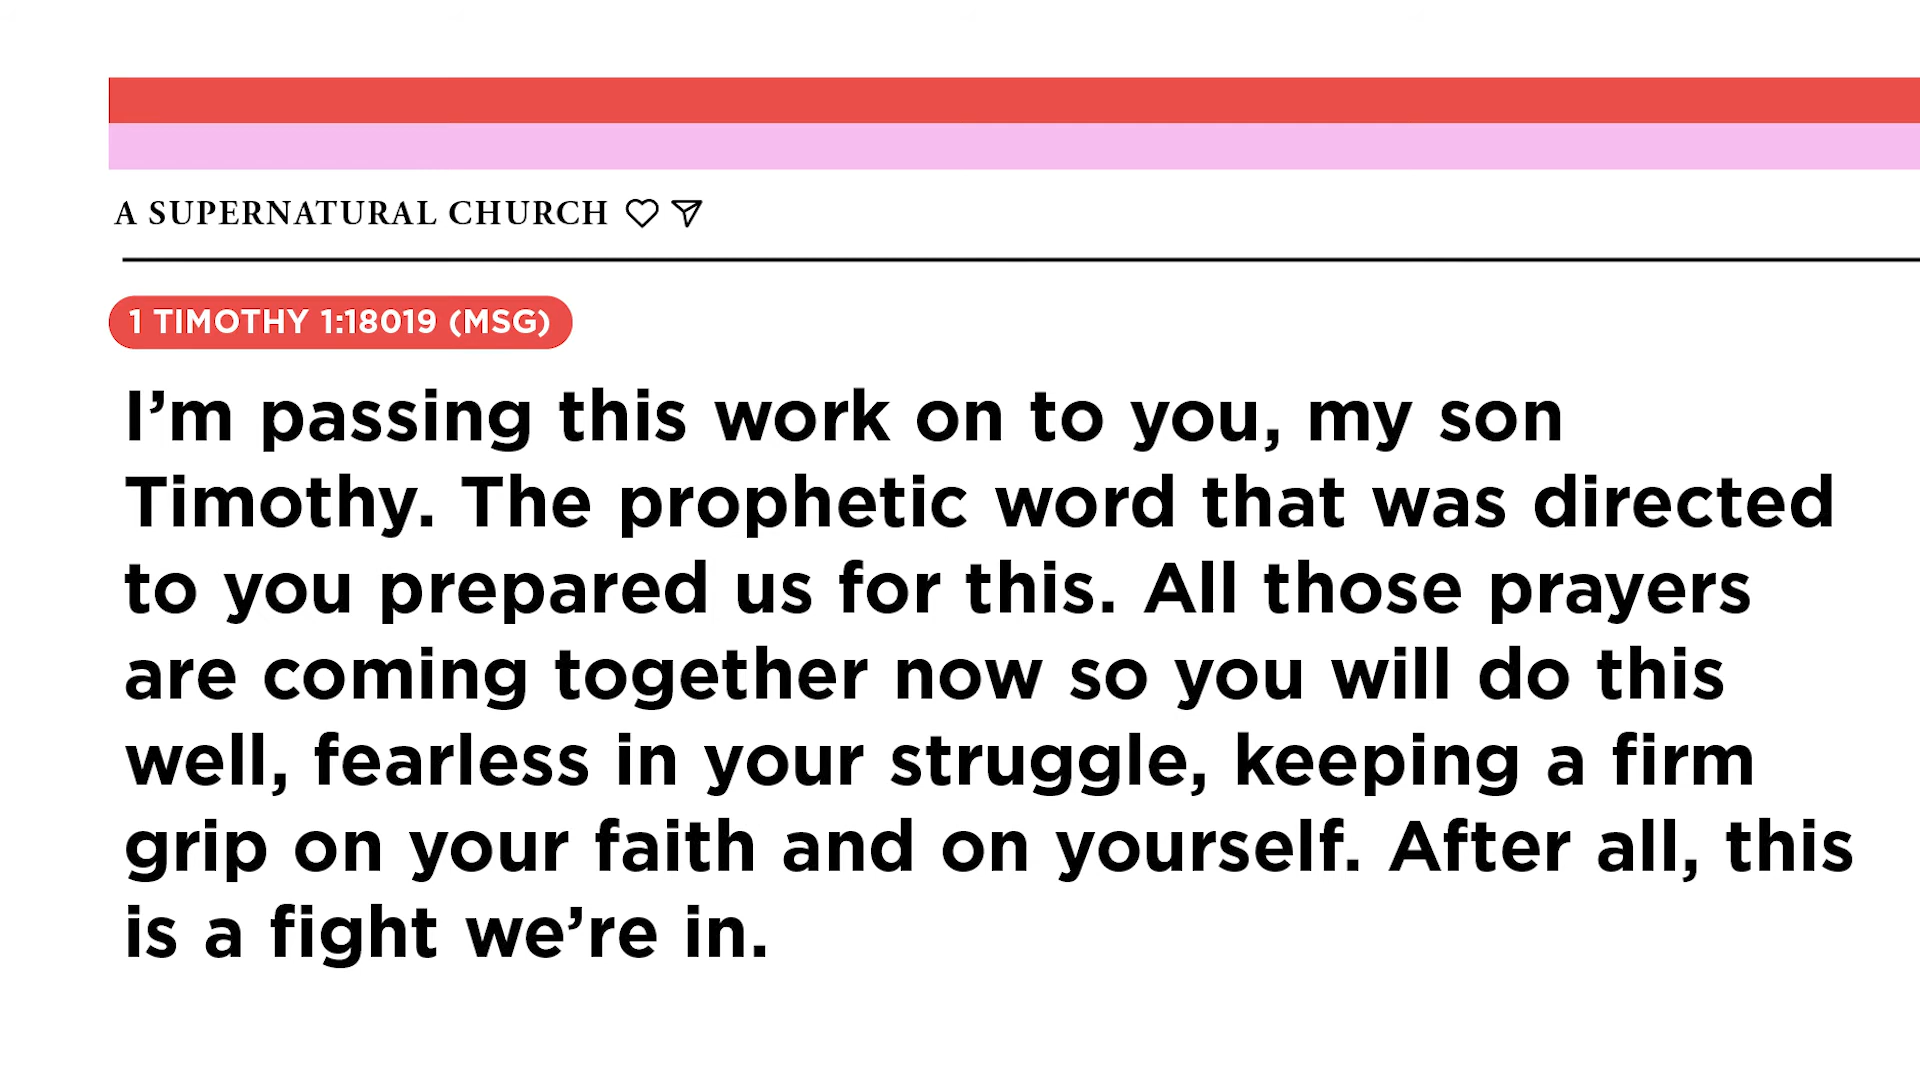 A SUPERNATURAL CHURCH
1 TIMOTHY 1:18019 (MSG)
I’m passing this work on to you, my son
Timothy. The prophetic word that was directed
to you prepared us for this. All those prayers
are coming together now so you will do this
well, fearless in your struggle, keeping a firm
grip on your faith and on yourself. After all, this
is a fight we’re in.